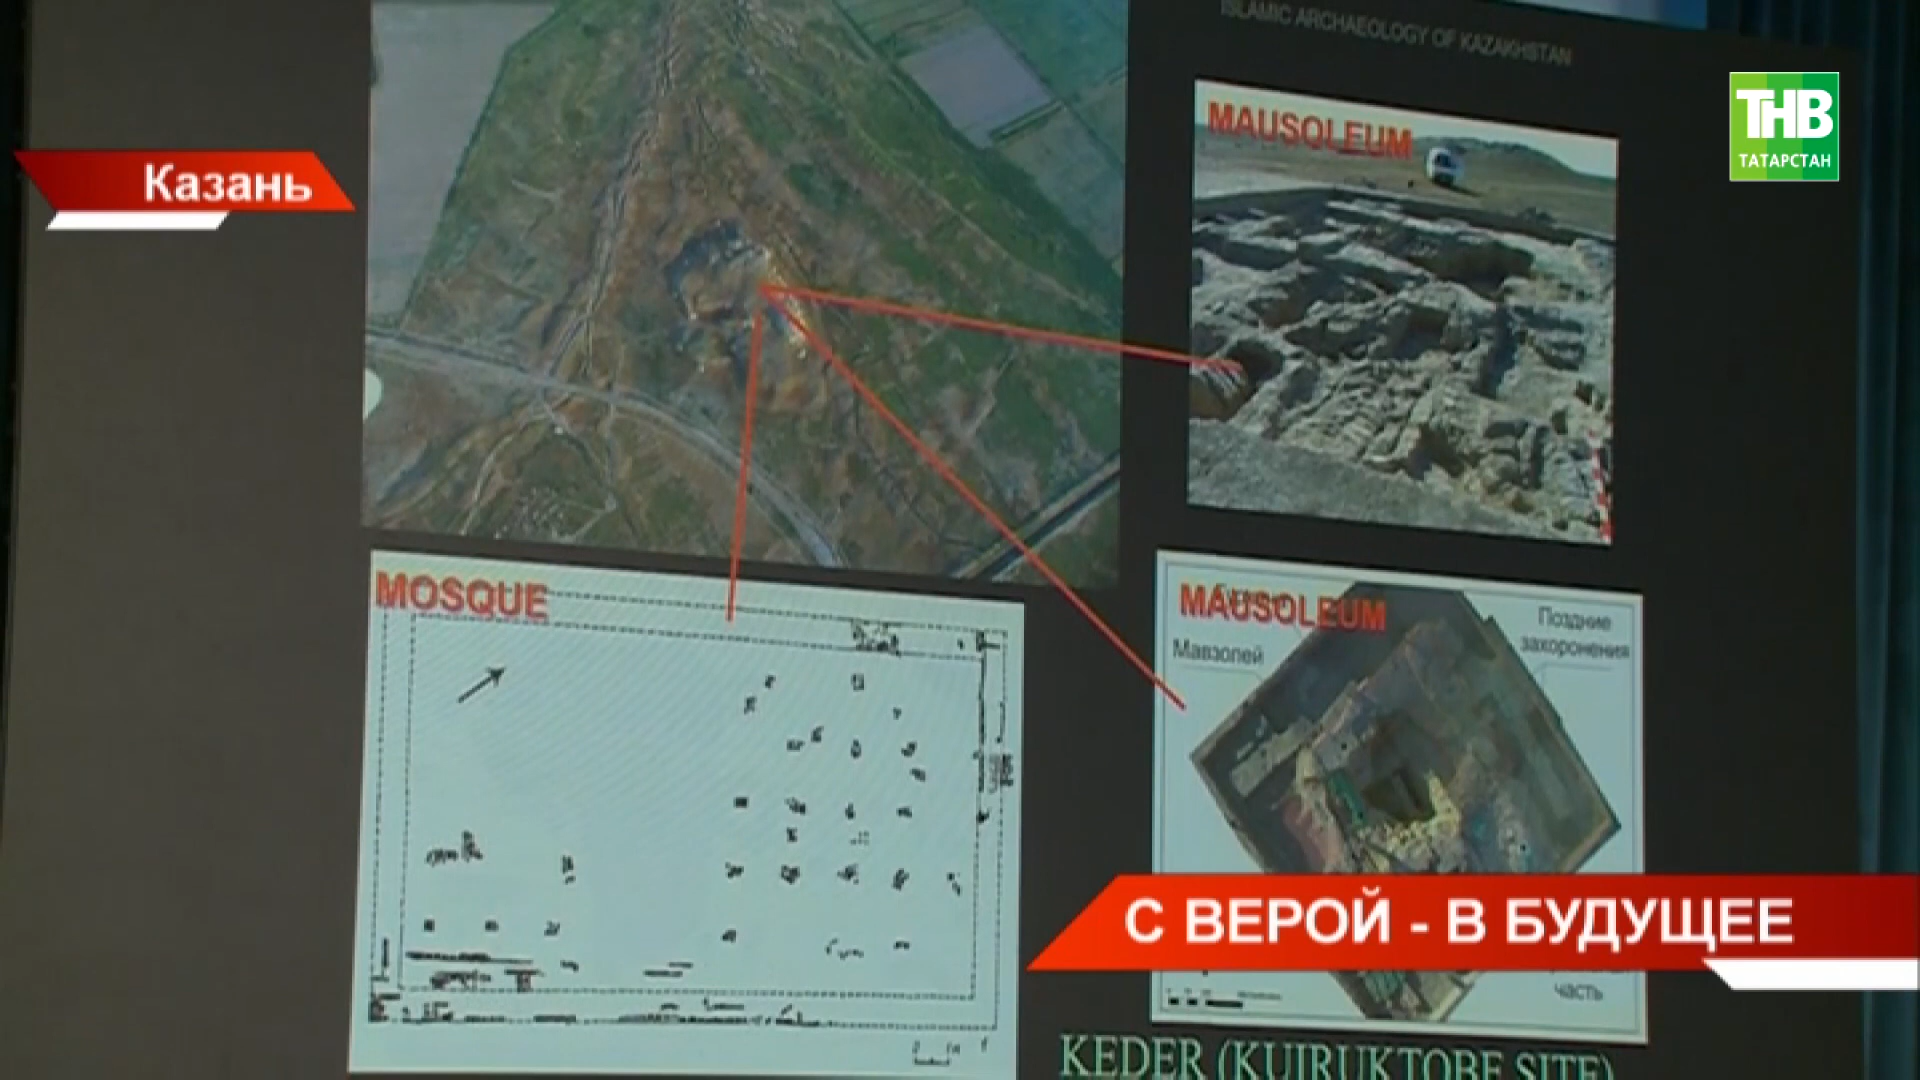 ISLAMIC ARCHAEOLOGY OF KAZAKHSTAN
ТНВ
ТАТАРСТАН
Казань
MAUSOLEUM
MOSQUE
MAUSOLEUM
Мавзолей
Поздние
захоронения
С ВЕРОЙ - В БУДУЩЕЕ
часть
KEDER (KUIRUKTOBE SITE)